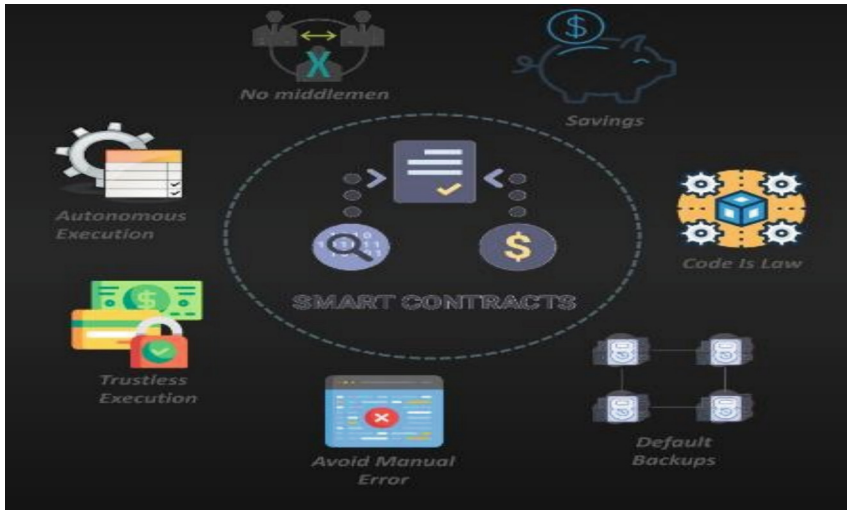 No middlemen
Savings
Autonomous
Execution
Code Is Law
SMART CONTRACTS
Trustless
Execution
Avoid Manual
Error
Default
Backups